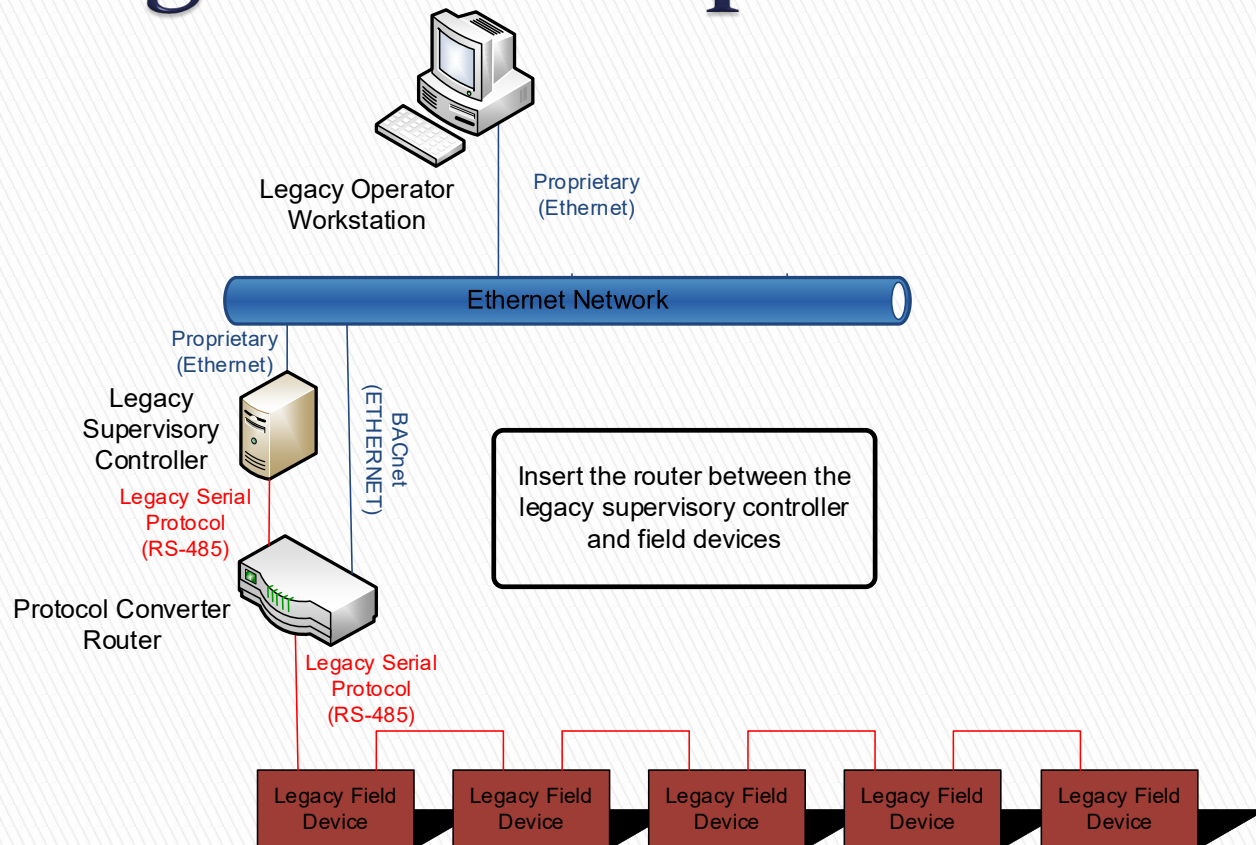 Legacy Operator
Workstation
Proprietary
(Ethernet)
Ethernet Network
Proprietary
(Ethernet)
Legacy
Supervisory
Controller
BACnet
(ETHERNET)
Insert the router between the
legacy supervisory controller
and field devices
Legacy Serial
Protocol
(RS-485)
Protocol Converter
Router
Legacy Serial
Protocol
(RS-485)
Legacy Field
Device
Legacy Field
Device
Legacy Field
Device
Legacy Field
Device
Legacy Field
Device